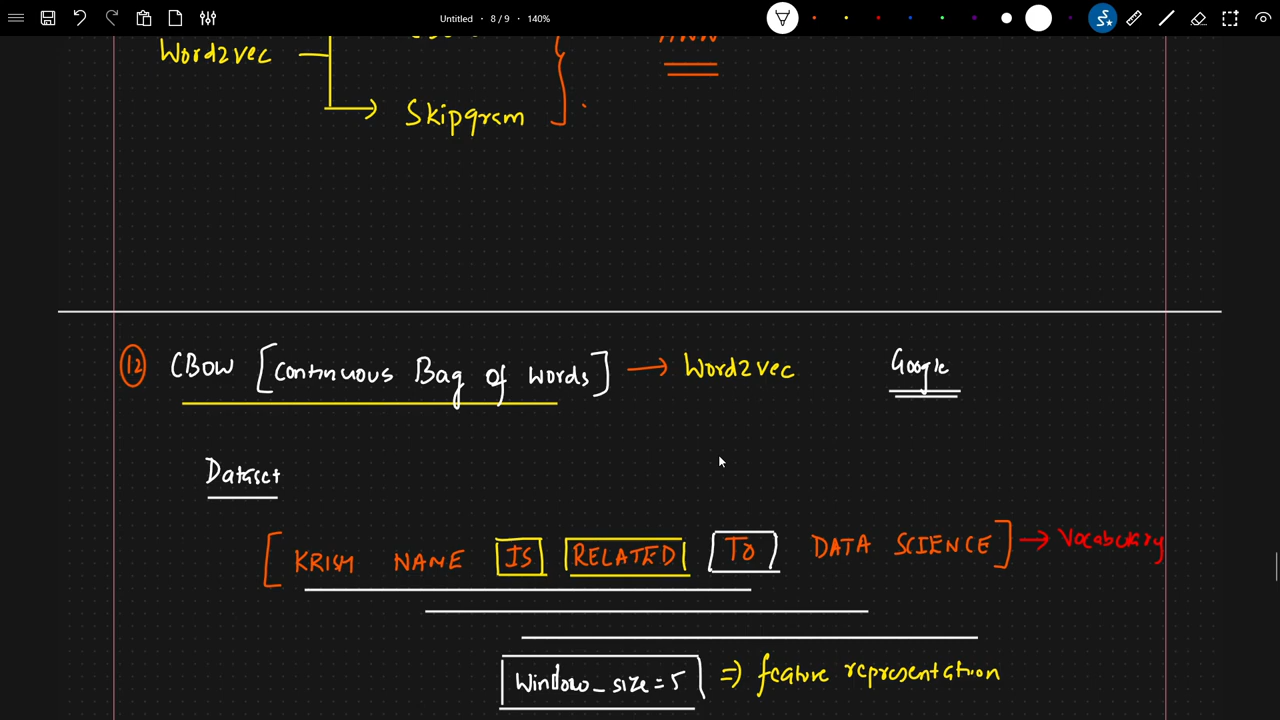 Untitled • 8 / 9 • 140%
Word2vec
Skipgram
12 CBOW [Continuous Bag of words] → Word2vec Google
Dataset
[KRISH NAME IS RELATED TO DATA SCIENCE] → Vocabulary
Window_size = 5 ⇒ feature representation